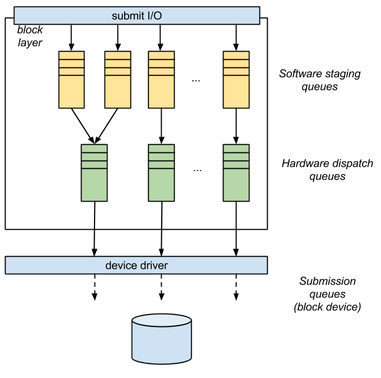 submit I/O
block
layer
Software staging
queues
...
Hardware dispatch
queues
...
device driver
Submission
queues
(block device)